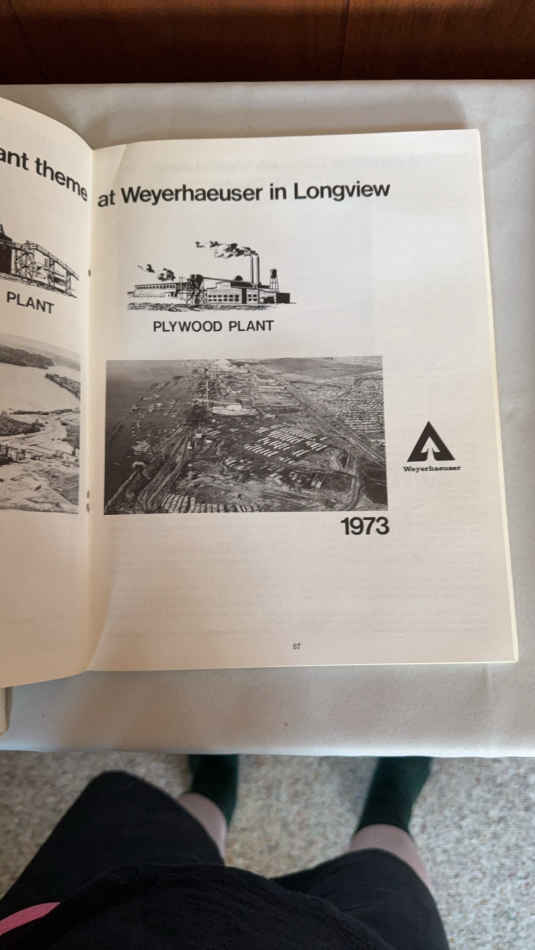 ant theme at Weyerhaeuser in Longview
PLANT
PLYWOOD PLANT
Weyerhaeuser
1973
67